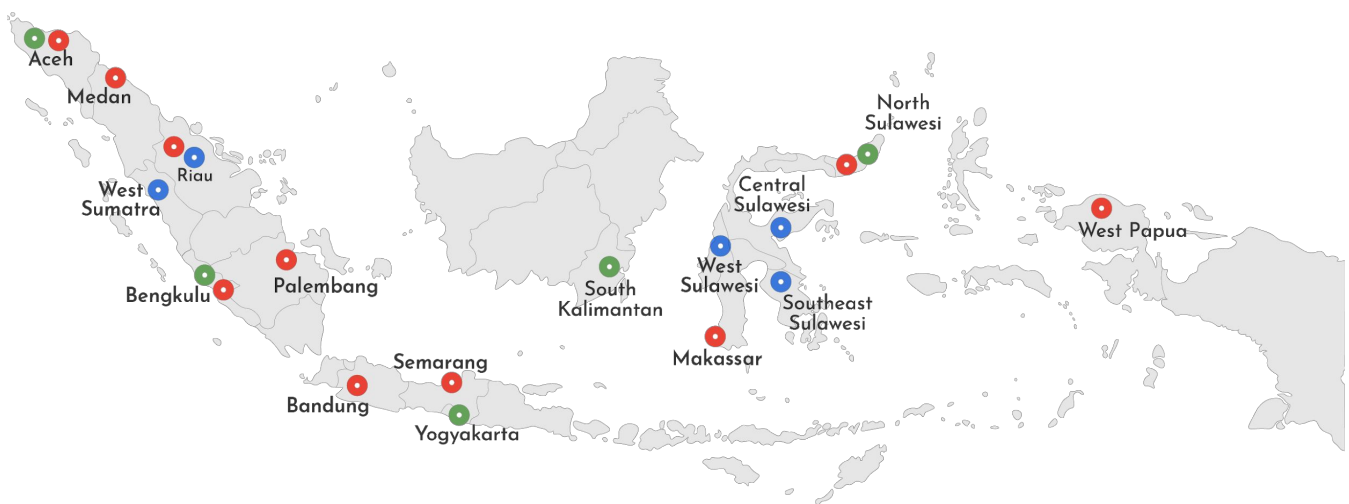 Aceh
Medan
Riau
West
Sumatra
Bengkulu
Palembang
Semarang
Bandung
Yogyakarta
South
Kalimantan
North
Sulawesi
Central
Sulawesi
West
Sulawesi
Southeast
Sulawesi
Makassar
West Papua